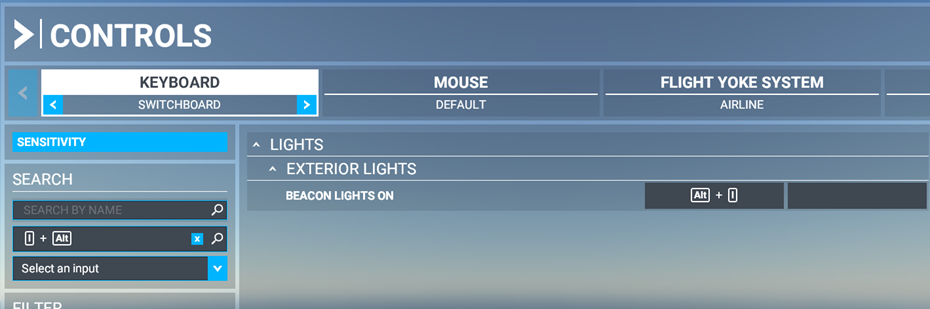 CONTROLS
KEYBOARD
SWITCHBOARD
MOUSE
DEFAULT
FLIGHT YOKE SYSTEM
AIRLINE
SENSITIVITY
SEARCH
SEARCH BY NAME
I + Alt
x
Select an input
FILTER
LIGHTS
EXTERIOR LIGHTS
BEACON LIGHTS ON
Alt + I